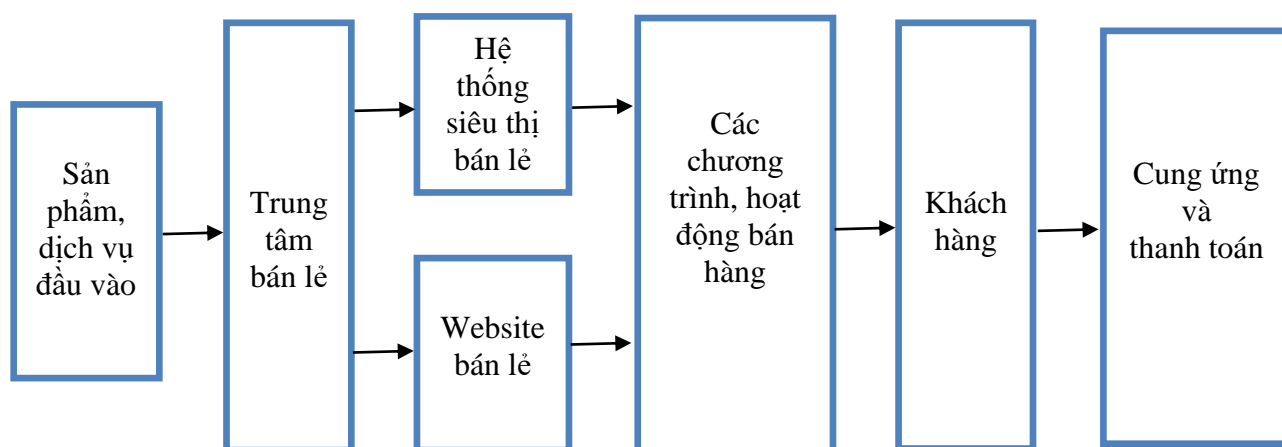 Sản
phẩm,
dịch vụ
đầu vào
Trung
tâm
bán lẻ
Hệ
thống
siêu thị
bán lẻ
Website
bán lẻ
Các
chương
trình, hoạt
động bán
hàng
Khách
hàng
Cung ứng
và
thanh toán